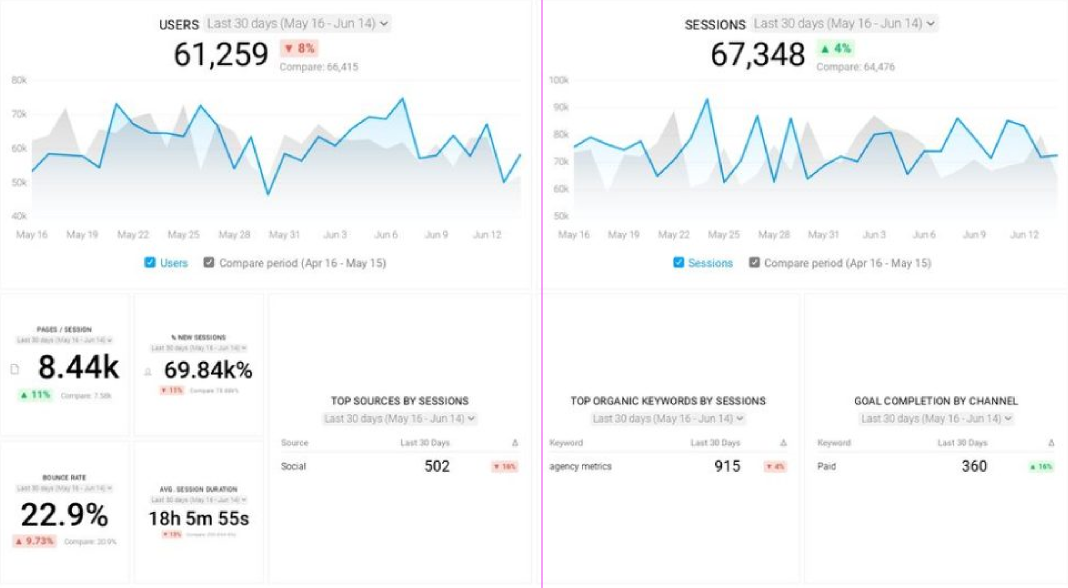 USERS Last 30 days (May 16 - Jun 14)
61,259 ▼ 8%
Compare: 66,415
80k
70k
60k
50k
40k
May 16 May 19 May 22 May 25 May 28 May 31 Jun 3 Jun 6 Jun 9 Jun 12
Users Compare period (Apr 16 - May 15)
SESSIONS Last 30 days (May 16 - Jun 14)
67,348 ▲ 4%
Compare: 64,476
100k
90k
80k
70k
60k
50k
May 16 May 19 May 22 May 25 May 28 May 31 Jun 3 Jun 6 Jun 9 Jun 12
Sessions Compare period (Apr 16 - May 15)
PAGES / SESSION
Last 30 days (May 16 - Jun 14)
8.44k
▲ 11% Compare: 7.58k
% NEW SESSIONS
Last 30 days (May 16 - Jun 14)
69.84k%
▼ 11% Compare
BOUNCE RATE
Last 30 days (May 16 - Jun 14)
22.9%
▲ 9.73% Compare: 20.9%
AVG. SESSION DURATION
Last 30 days (May 16 - Jun 14)
18h 5m 55s
TOP SOURCES BY SESSIONS
Last 30 days (May 16 - Jun 14)
Source Last 30 Days Δ
Social 502 ▼ 16%
TOP ORGANIC KEYWORDS BY SESSIONS
Last 30 days (May 16 - Jun 14)
Keyword Last 30 Days Δ
agency metrics 915 ▼ 4%
GOAL COMPLETION BY CHANNEL
Last 30 days (May 16 - Jun 14)
Keyword Last 30 Days Δ
Paid 360 ▲ 16%